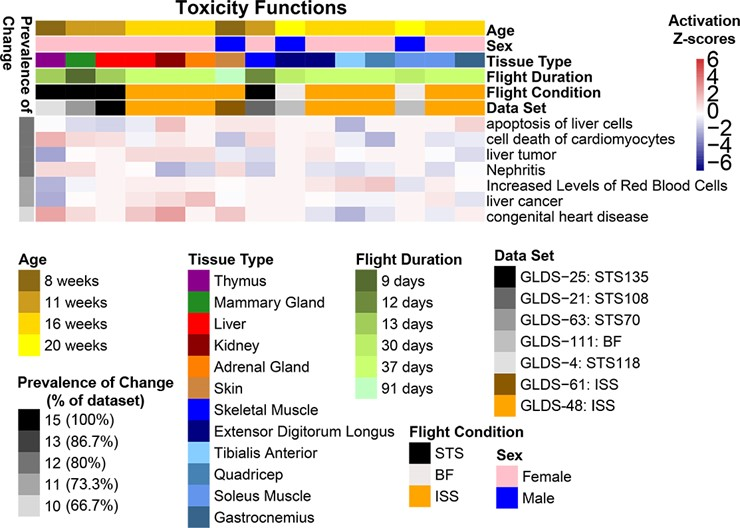 Toxicity Functions
Prevalence of
Change
Age
Sex
Tissue Type
Flight Duration
Flight Condition
Data Set
apoptosis of liver cells
cell death of cardiomyocytes
liver tumor
Nephritis
Increased Levels of Red Blood Cells
liver cancer
congenital heart disease
Activation
Z-scores
6
4
2
0
−2
−4
−6
Age
8 weeks
11 weeks
16 weeks
20 weeks
Prevalence of Change
(% of dataset)
15 (100%)
13 (86.7%)
12 (80%)
11 (73.3%)
10 (66.7%)
Tissue Type
Thymus
Mammary Gland
Liver
Kidney
Adrenal Gland
Skin
Skeletal Muscle
Extensor Digitorum Longus
Tibialis Anterior
Quadricep
Soleus Muscle
Gastrocnemius
Flight Duration
9 days
12 days
13 days
30 days
37 days
91 days
Flight Condition
STS
BF
ISS
Data Set
GLDS−25: STS135
GLDS−21: STS108
GLDS−63: STS70
GLDS−111: BF
GLDS−4: STS118
GLDS−61: ISS
GLDS−48: ISS
Sex
Female
Male